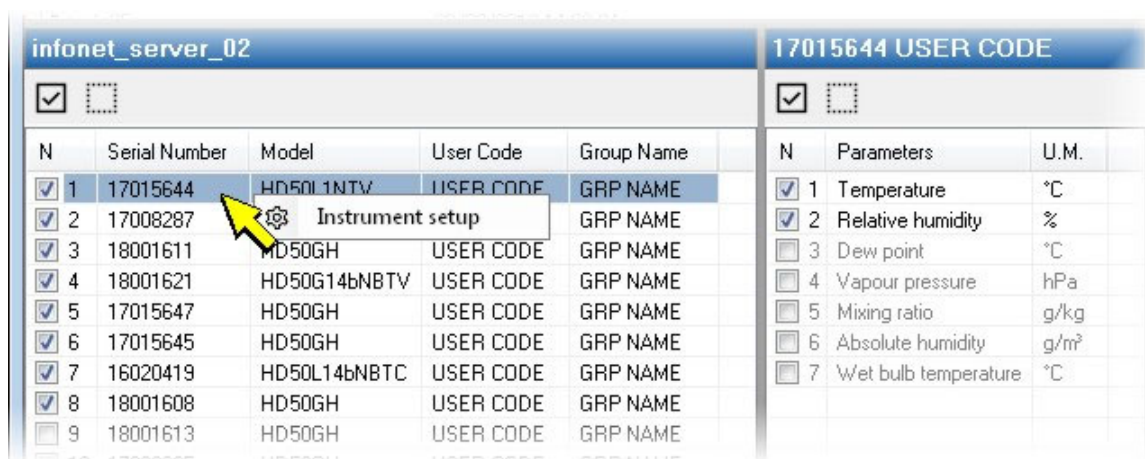 infonet_server_02
N Serial Number Model User Code Group Name
1 17015644 HD50L1NTV USER CODE GRP NAME
Instrument setup
2 17008287 GRP NAME
3 18001611 HD50GH USER CODE GRP NAME
4 18001621 HD50G14bNBTV USER CODE GRP NAME
5 17015647 HD50GH USER CODE GRP NAME
6 17015645 HD50GH USER CODE GRP NAME
7 16020419 HD50L14bNBTC USER CODE GRP NAME
8 18001608 HD50GH USER CODE GRP NAME
9 18001613 HD50GH USER CODE GRP NAME
17015644 USER CODE
N Parameters U.M.
1 Temperature °C
2 Relative humidity %
3 Dew point °C
4 Vapour pressure hPa
5 Mixing ratio g/kg
6 Absolute humidity g/m³
7 Wet bulb temperature °C